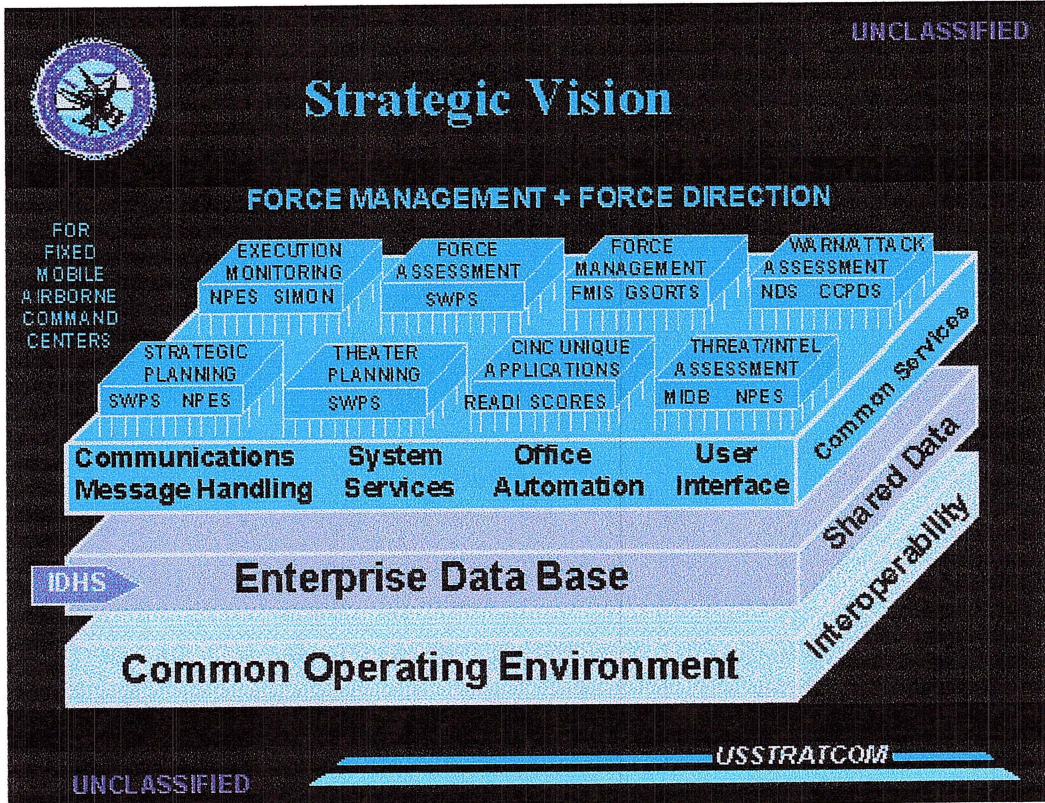 UNCLASSIFIED
Strategic Vision
FORCE MANAGEMENT + FORCE DIRECTION
FOR
FIXED
MOBILE
AIRBORNE
COMMAND
CENTERS
EXECUTION
MONITORING
NPES SIMON
FORCE
ASSESSMENT
SWPS
FORCE
MANAGEMENT
FMIS GSORTS
WARN/ATTACK
ASSESSMENT
NDS CCPDS
STRATEGIC
PLANNING
SWPS NPES
THEATER
PLANNING
SWPS
CINC UNIQUE
APPLICATIONS
READI SCORES
THREAT/INTEL
ASSESSMENT
MIDB NPES
Communications
Message Handling
System
Services
Office
Automation
User
Interface
Common Services
IDHS
Enterprise Data Base
Shared Data
Common Operating Environment
Interoperability
USSTRATCOM
UNCLASSIFIED